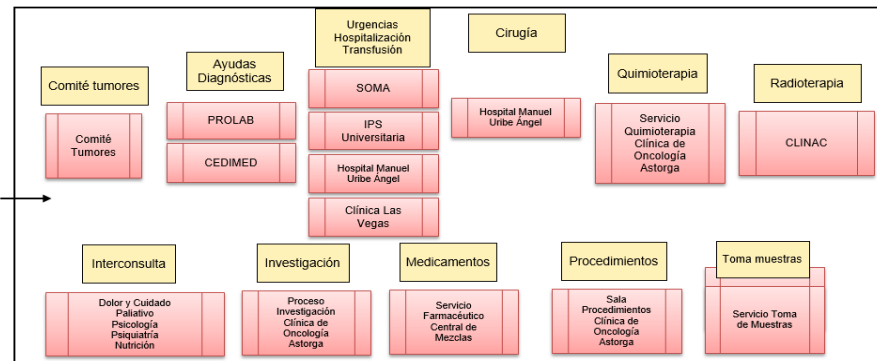 Comité tumores
Comité
Tumores
Ayudas
Diagnósticas
PROLAB
CEDIMED
Urgencias
Hospitalización
Transfusión
SOMA
IPS
Universitaria
Hospital Manuel
Uribe Ángel
Clínica Las
Vegas
Cirugía
Hospital Manuel
Uribe Ángel
Quimioterapia
Servicio
Quimioterapia
Clínica de
Oncología
Astorga
Radioterapia
CLINAC
Interconsulta
Dolor y Cuidado
Paliativo
Psicología
Psiquiatría
Nutrición
Investigación
Proceso
Investigación
Clínica de
Oncología
Astorga
Medicamentos
Servicio
Farmacéutico
Central de
Mezclas
Procedimientos
Sala
Procedimientos
Clínica de
Oncología
Astorga
Toma muestras
Servicio Toma
de Muestras